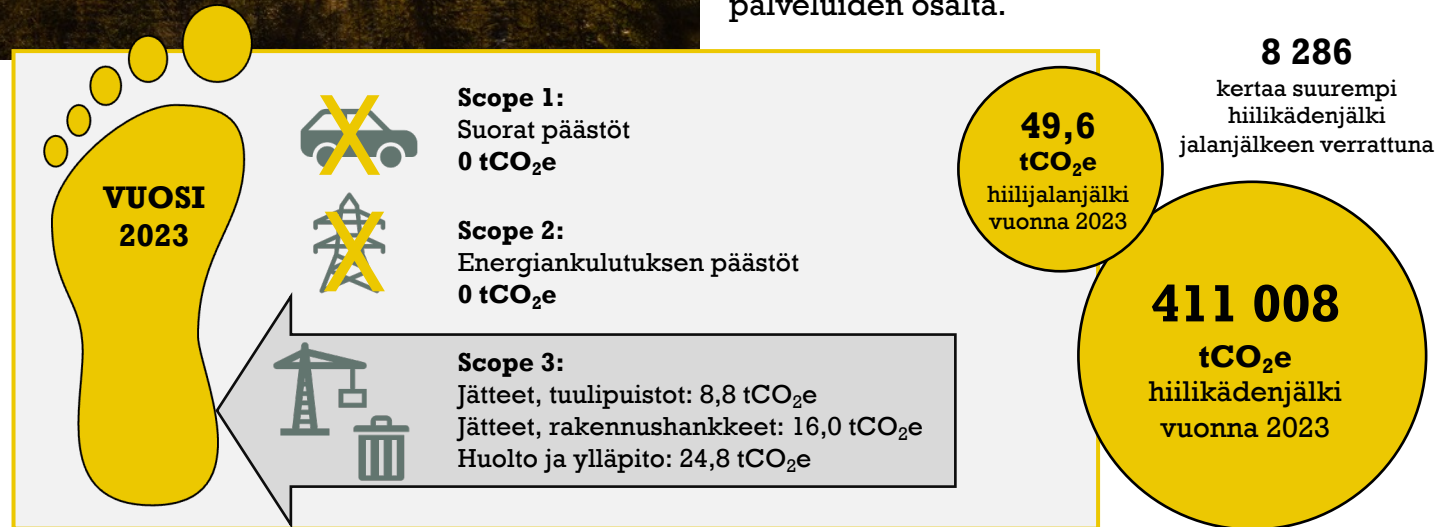 palveluiden osalta.
VUOSI
2023
Scope 1:
Suorat päästöt
0 tCO₂e
Scope 2:
Energiankulutuksen päästöt
0 tCO₂e
Scope 3:
Jätteet, tuulipuistot: 8,8 tCO₂e
Jätteet, rakennushankkeet: 16,0 tCO₂e
Huolto ja ylläpito: 24,8 tCO₂e
49,6
tCO₂e
hiilijalanjälki
vuonna 2023
8 286
kertaa suurempi
hiilikädenjälki
jalanjälkeen verrattuna
411 008
tCO₂e
hiilikädenjälki
vuonna 2023